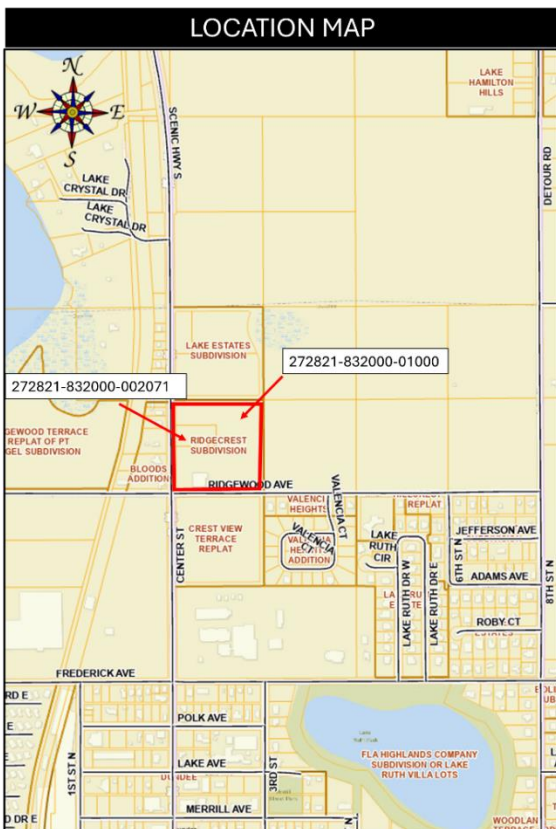 LOCATION MAP
N
W
E
S
LAKE
HAMILTON
HILLS
SCENIC HWY S
DETOUR RD
LAKE
CRYSTAL DR
LAKE
CRYSTAL DR
LAKE ESTATES
SUBDIVISION
272821-832000-01000
272821-832000-002071
GEWOOD TERRACE
REPLAT OF PT
GEL SUBDIVISION
RIDGECREST
SUBDIVISION
BLOODS
ADDITION
RIDGEWOOD AVE
VALENCIA CT
VALENCI
HEIGHTS
REPLAT
CENTER ST
CREST VIEW
TERRACE
REPLAT
VALENCIA
CT
ADDITION
LAKE
RUTH
CIR
LAKE RUTH DR W
LAKE RUTH DR E
6TH ST N
JEFFERSON AVE
ADAMS AVE
8TH ST N
ROBY CT
ESTATES
FREDERICK AVE
RD E
E
POLK AVE
1ST ST N
3RD ST
LAKE AVE
DUNDEE
FLA HIGHLANDS COMPANY
SUBDIVISION OR LAKE
RUTH VILLA LOTS
MERRILL AVE
D DR E
N
WOODLAN